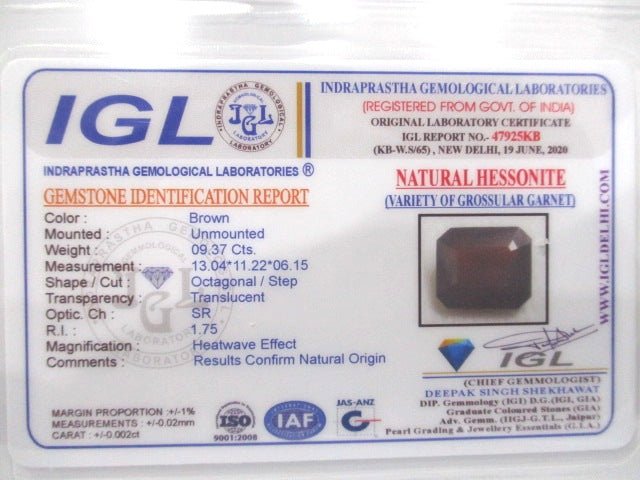 IGL
INDRAPRASTHA GEMOLOGICAL LABORATORY
IGL
INDRAPRASTHA GEMOLOGICAL LABORATORIES ®
GEMSTONE IDENTIFICATION REPORT
Color : Brown
Mounted : Unmounted
Weight : 09.37 Cts.
Measurement : 13.04*11.22*06.15
Shape / Cut : Octagonal / Step
Transparency : Translucent
Optic. Ch : SR
R.I. : 1.75
Magnification : Heatwave Effect
Comments : Results Confirm Natural Origin
MARGIN PROPORTION :+/-1%
MEASUREMENTS :+/-0.02mm
CARAT : +/-0.002ct
ISO
9001:2008
IAF
JAS-ANZ
INDRAPRASTHA GEMOLOGICAL LABORATORIES
(REGISTERED FROM GOVT. OF INDIA)
ORIGINAL LABORATORY CERTIFICATE
IGL REPORT NO.- 47925KB
(KB-W.S/65) , NEW DELHI, 19 JUNE, 2020
NATURAL HESSONITE
(VARIETY OF GROSSULAR GARNET)
WWW.IGLDELHI.COM
IGL
(CHIEF GEMMOLOGIST)
DEEPAK SINGH SHEKHAWAT
DIP. Gemmology (IGI) D.G.(IGI, GIA)
Graduate Coloured Stones (GIA)
Adv. Gemm. (IIGJ-G.T.L., Jaipur)
Pearl Grading & Jewellery Essentials (G.I.A.)